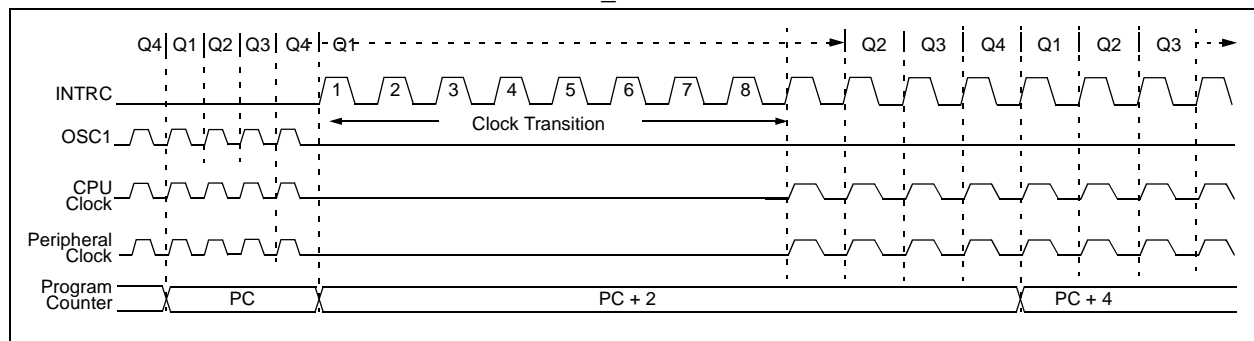 Q4 Q1 Q2 Q3 Q4 Q1 Q2 Q3 Q4 Q1 Q2 Q3
INTRC 1 2 3 4 5 6 7 8
Clock Transition
OSC1
CPU
Clock
Peripheral
Clock
Program
Counter
PC PC + 2 PC + 4